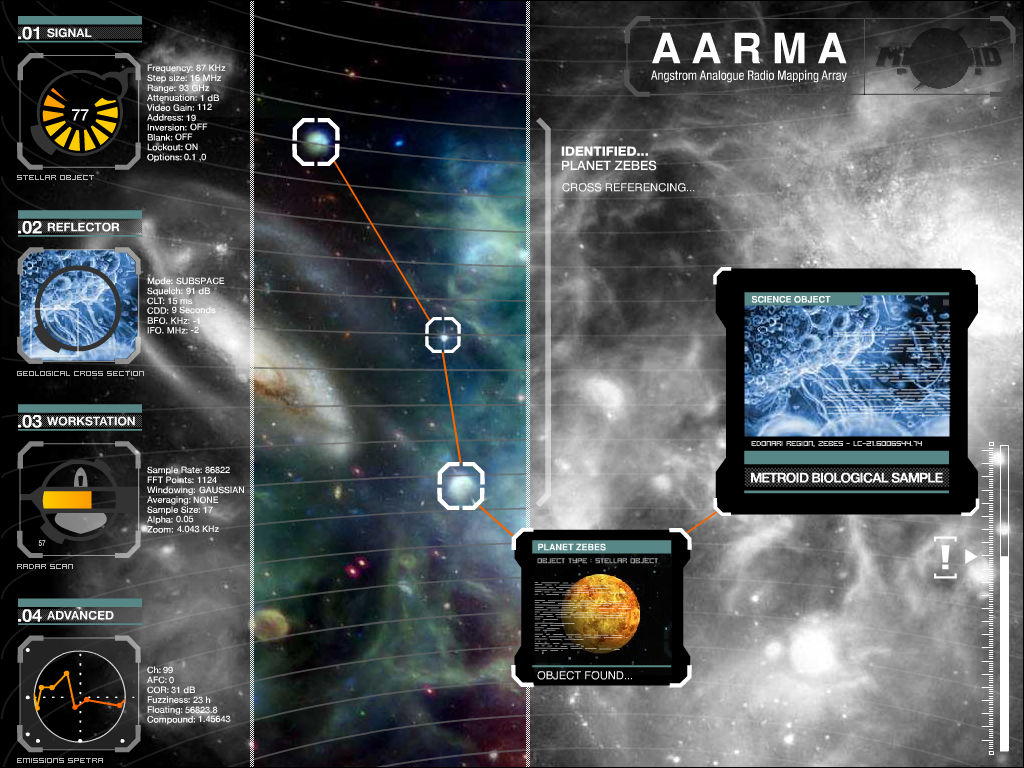 .01 SIGNAL
77
Frequency: 87 KHz
Step size: 16 MHz
Range: 93 GHz
Attenuation: 1 dB
Video Gain: 112
Address: 19
Inversion: OFF
Blank: OFF
Lockout: ON
Options: 0.1 ,0
STELLAR OBJECT
.02 REFLECTOR
Mode: SUBSPACE
Squelch: 91 dB
CLT: 15 ms
CDD: 9 Seconds
BFO. KHz: -1
IFO. MHz: -2
GEOLOGICAL CROSS SECTION
.03 WORKSTATION
57
Sample Rate: 86822
FFT Points: 1124
Windowing: GAUSSIAN
Averaging: NONE
Sample Size: 17
Alpha: 0.05
Zoom: 4.043 KHz
RADAR SCAN
.04 ADVANCED
Ch: 99
AFC: 0
COR: 31 dB
Fuzziness: 23 h
Floating: 56823.8
Compound: 1.45643
EMISSIONS SPETRA
AARMA
Angstrom Analogue Radio Mapping Array
IDENTIFIED...
PLANET ZEBES
CROSS REFERENCING...
SCIENCE OBJECT
EDONARI REGION, ZEBES - LC-21.6006544.74
METROID BIOLOGICAL SAMPLE
!
PLANET ZEBES
OBJECT TYPE : STELLAR OBJECT
OBJECT FOUND...